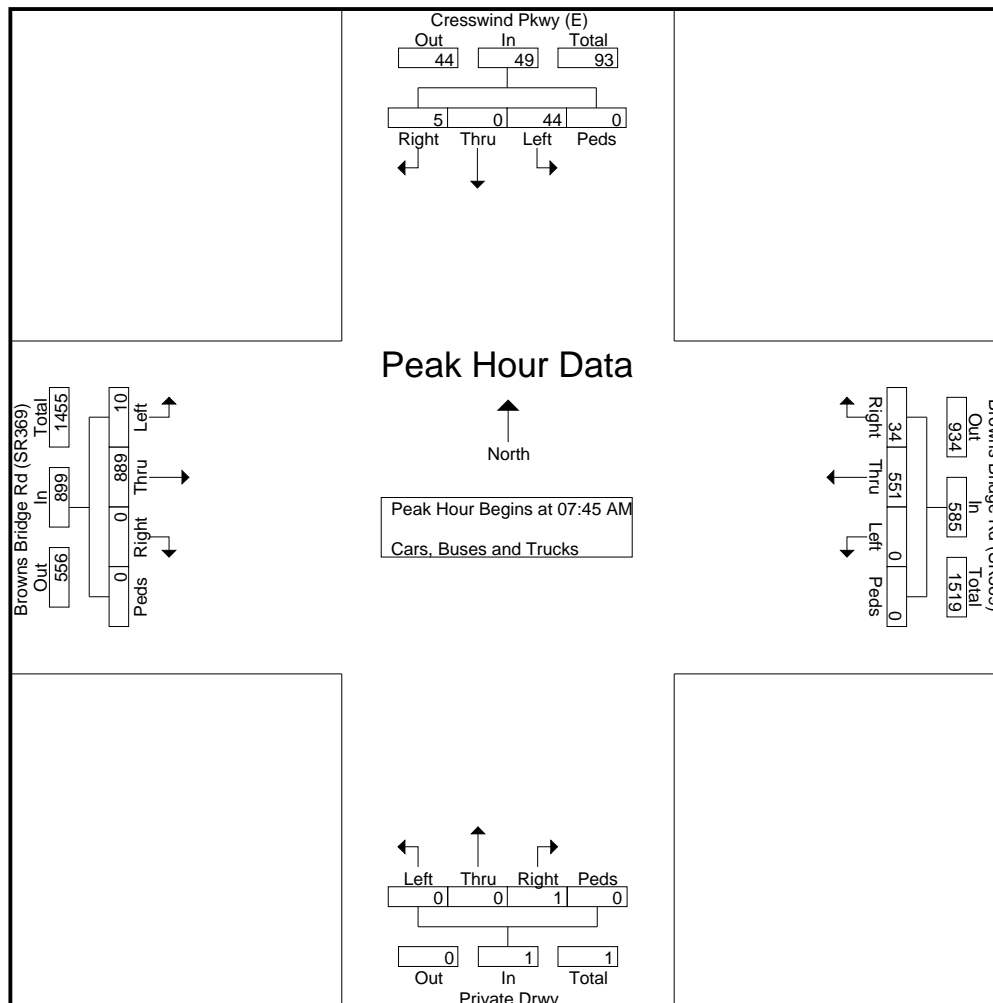 Cresswind Pkwy (E)
Out In Total
44 49 93
5 0 44 0
Right Thru Left Peds
Peak Hour Data
North
Peak Hour Begins at 07:45 AM
Cars, Buses and Trucks
Browns Bridge Rd (SR369)
Out In Total
556 899 1455
0 0 889 10
Peds Right Thru Left
Out In Total
934 585 1519
Right Thru Left Peds
34 551 0 0
Left Thru Right Peds
0 0 1 0
0 1 1
Out In Total
Private Drwy